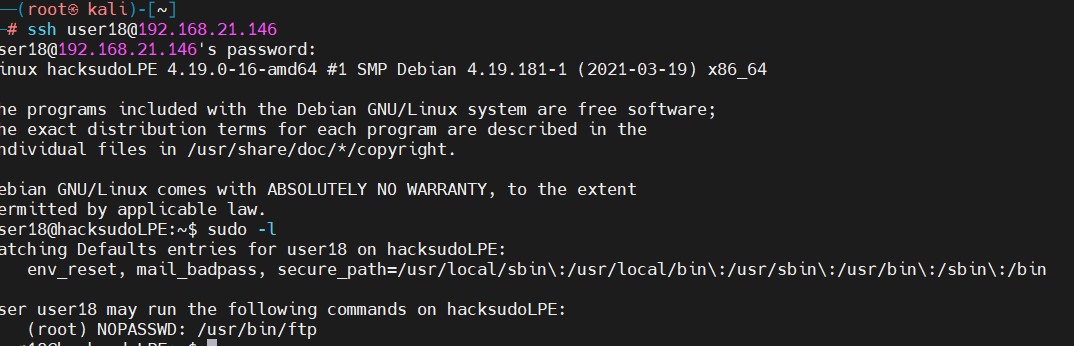 ──(root㉿ kali)-[~]
─# ssh user18@192.168.21.146
ser18@192.168.21.146's password:
inux hacksudoLPE 4.19.0-16-amd64 #1 SMP Debian 4.19.181-1 (2021-03-19) x86_64
he programs included with the Debian GNU/Linux system are free software;
he exact distribution terms for each program are described in the
ndividual files in /usr/share/doc/*/copyright.
ebian GNU/Linux comes with ABSOLUTELY NO WARRANTY, to the extent
ermitted by applicable law.
ser18@hacksudoLPE:~$ sudo -l
atching Defaults entries for user18 on hacksudoLPE:
env_reset, mail_badpass, secure_path=/usr/local/sbin\:/usr/local/bin\:/usr/sbin\:/usr/bin\:/sbin\:/bin
ser user18 may run the following commands on hacksudoLPE:
(root) NOPASSWD: /usr/bin/ftp